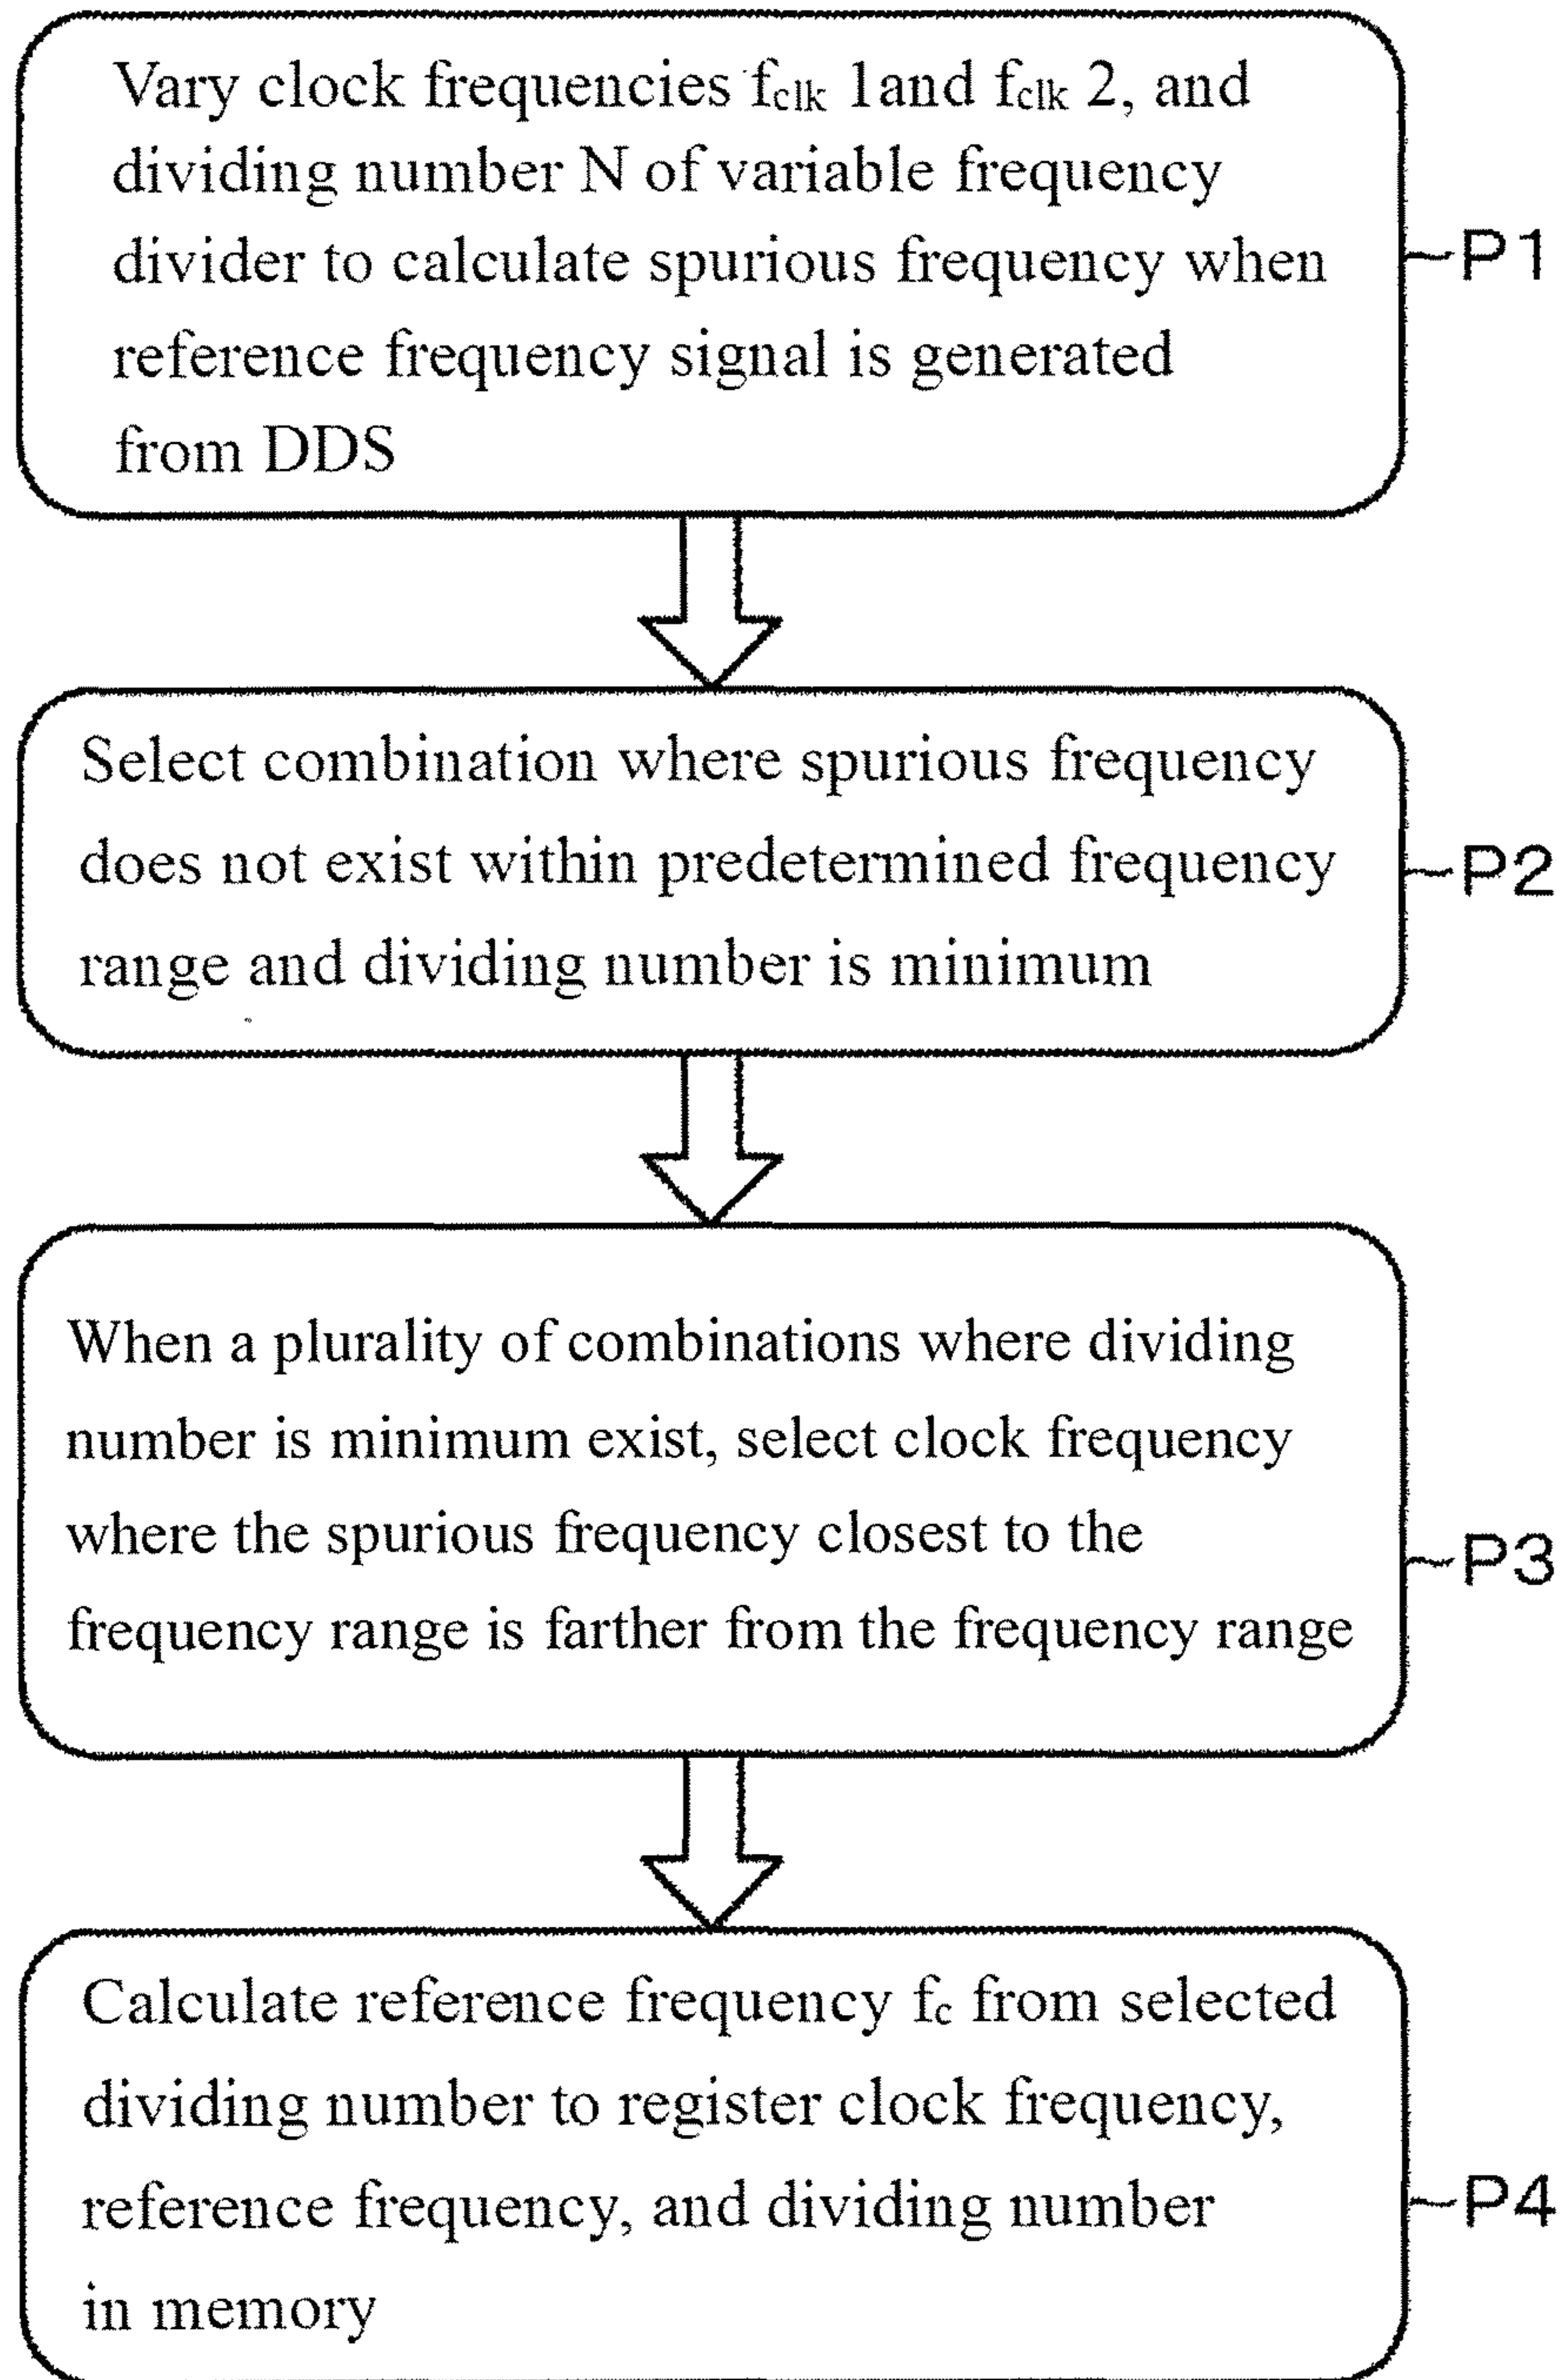 Vary clock frequencies fclk 1and fclk 2, and
dividing number N of variable frequency
divider to calculate spurious frequency when
reference frequency signal is generated
from DDS
P1
Select combination where spurious frequency
does not exist within predetermined frequency
range and dividing number is minimum
P2
When a plurality of combinations where dividing
number is minimum exist, select clock frequency
where the spurious frequency closest to the
frequency range is farther from the frequency range
P3
Calculate reference frequency fc from selected
dividing number to register clock frequency,
reference frequency, and dividing number
in memory
P4